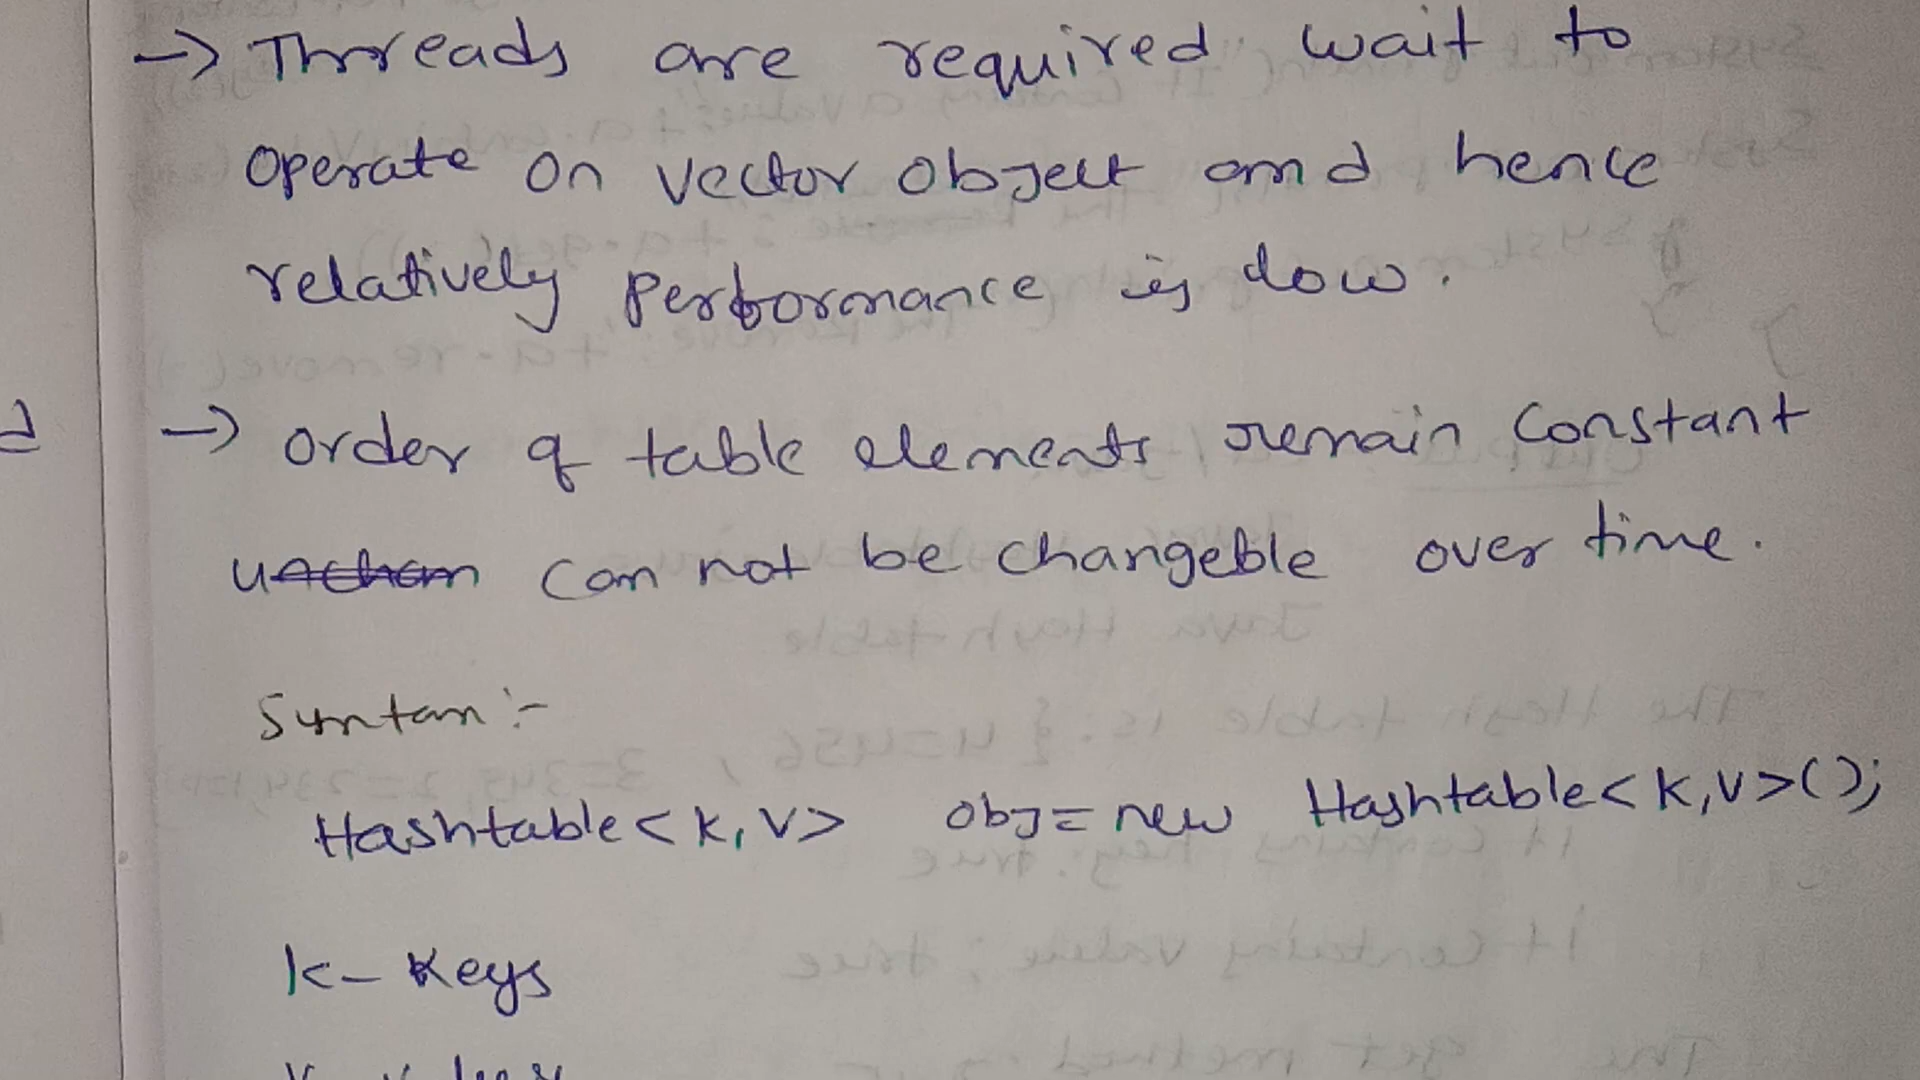 → Threads are required wait to
operate on vector object and hence
relatively performance is low.
d
→ order of table elements remain constant
can not be changeble over time.
Syntax :-
Hashtable<K,V> obj = new Hashtable<K,V>();
K - Keys